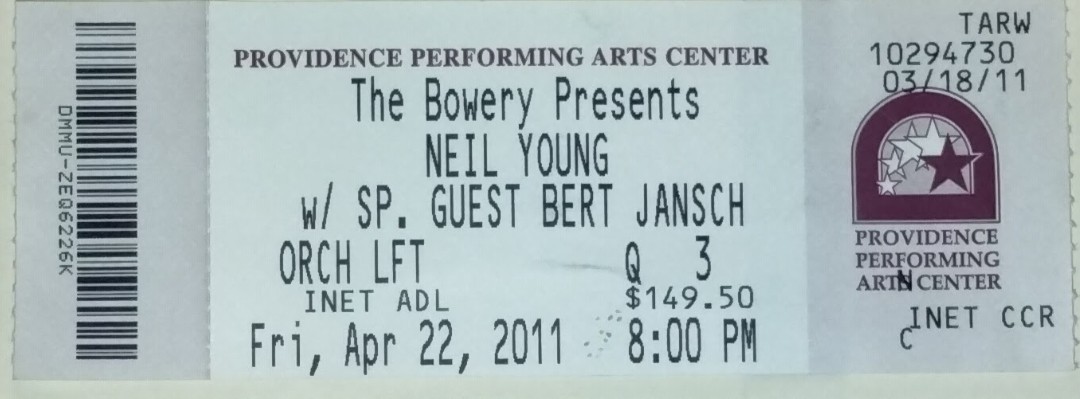 DMMU-ZEQ6226K
PROVIDENCE PERFORMING ARTS CENTER
The Bowery Presents
NEIL YOUNG
w/ SP. GUEST BERT JANSCH
ORCH LFT Q 3
INET ADL $149.50
Fri, Apr 22, 2011 8:00 PM
TARW
10294730
03/18/11
PROVIDENCE
PERFORMING
ARTS CENTER
N
INET CCR
C